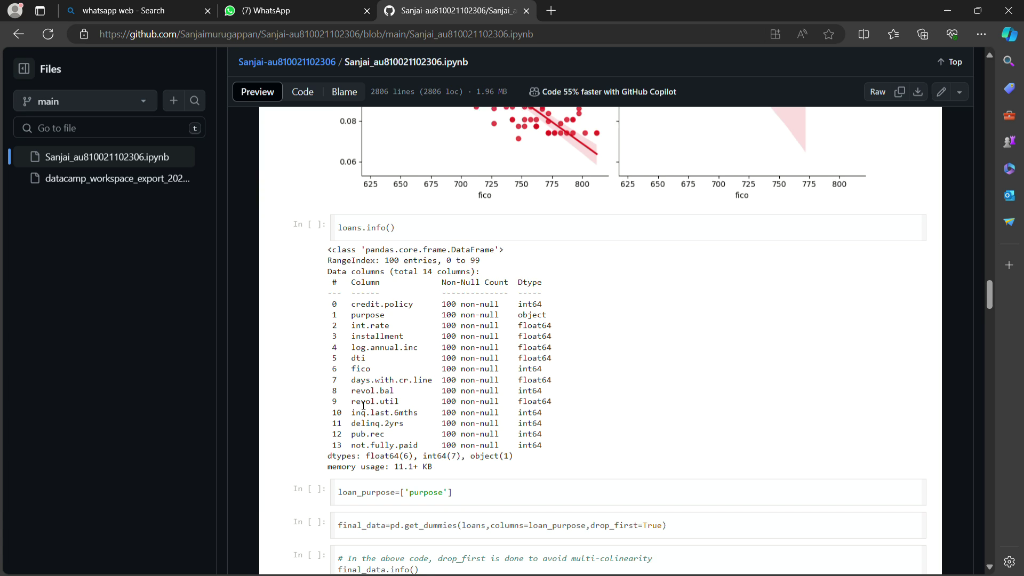 whatsapp web - Search
(7) WhatsApp
Sanjai-au810021102306/Sanjai_a
https://github.com/Sanjaimurugappan/Sanjai-au810021102306/blob/main/Sanjai_au810021102306.ipynb
Files
main
Go to file
t
Sanjai_au810021102306.ipynb
datacamp_workspace_export_202...
Sanjai-au810021102306 / Sanjai_au810021102306.ipynb
Top
Preview
Code
Blame
2806 lines (2806 loc) · 1.96 MB
Code 55% faster with GitHub Copilot
Raw
0.08
0.06
625 650 675 700 725 750 775 800
fico
625 650 675 700 725 750 775 800
fico
In [ ]: loans.info()
<class 'pandas.core.frame.DataFrame'>
RangeIndex: 100 entries, 0 to 99
Data columns (total 14 columns):
# Column Non-Null Count Dtype
--- ------ -------------- -----
0 credit.policy 100 non-null int64
1 purpose 100 non-null object
2 int.rate 100 non-null float64
3 installment 100 non-null float64
4 log.annual.inc 100 non-null float64
5 dti 100 non-null float64
6 fico 100 non-null int64
7 days.with.cr.line 100 non-null float64
8 revol.bal 100 non-null int64
9 revol.util 100 non-null float64
10 inq.last.6mths 100 non-null int64
11 delinq.2yrs 100 non-null int64
12 pub.rec 100 non-null int64
13 not.fully.paid 100 non-null int64
dtypes: float64(6), int64(7), object(1)
memory usage: 11.1+ KB
In [ ]: loan_purpose=['purpose']
In [ ]: final_data=pd.get_dummies(loans,columns=loan_purpose,drop_first=True)
In [ ]: # In the above code, drop_first is done to avoid multi-colinearity
final_data.info()